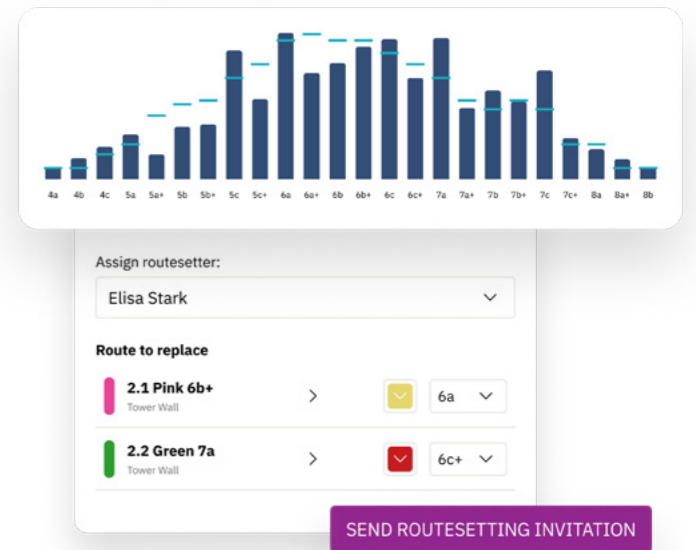 4a 4b 4c 5a 5a+ 5b 5b+ 5c 5c+ 6a 6a+ 6b 6b+ 6c 6c+ 7a 7a+ 7b 7b+ 7c 7c+ 8a 8a+ 8b
Assign routesetter:
Elisa Stark
Route to replace
2.1 Pink 6b+
6a
Tower Wall
2.2 Green 7a
6c+
Tower Wall
SEND ROUTESETTING INVITATION